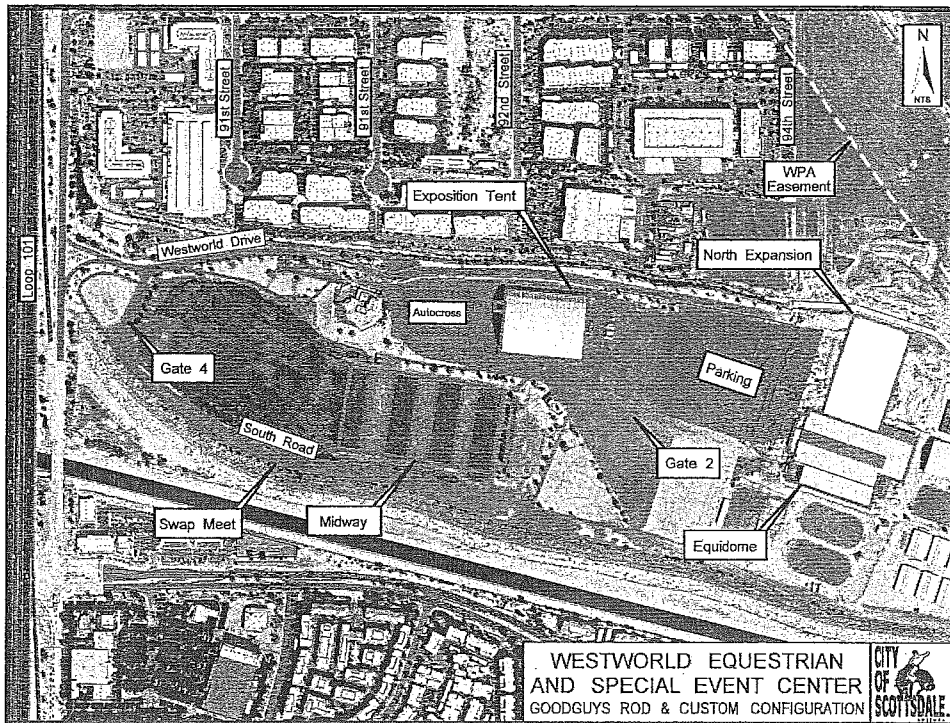 91st Street
91st Street
92nd Street
94th Street
N
NTS
WPA
Easement
Exposition Tent
Westworld Drive
North Expansion
Loop 101
Autocross
Gate 4
Parking
South Road
Gate 2
Swap Meet
Midway
Equidome
WESTWORLD EQUESTRIAN
AND SPECIAL EVENT CENTER
GOODGUYS ROD & CUSTOM CONFIGURATION
CITY
OF
SCOTTSDALE